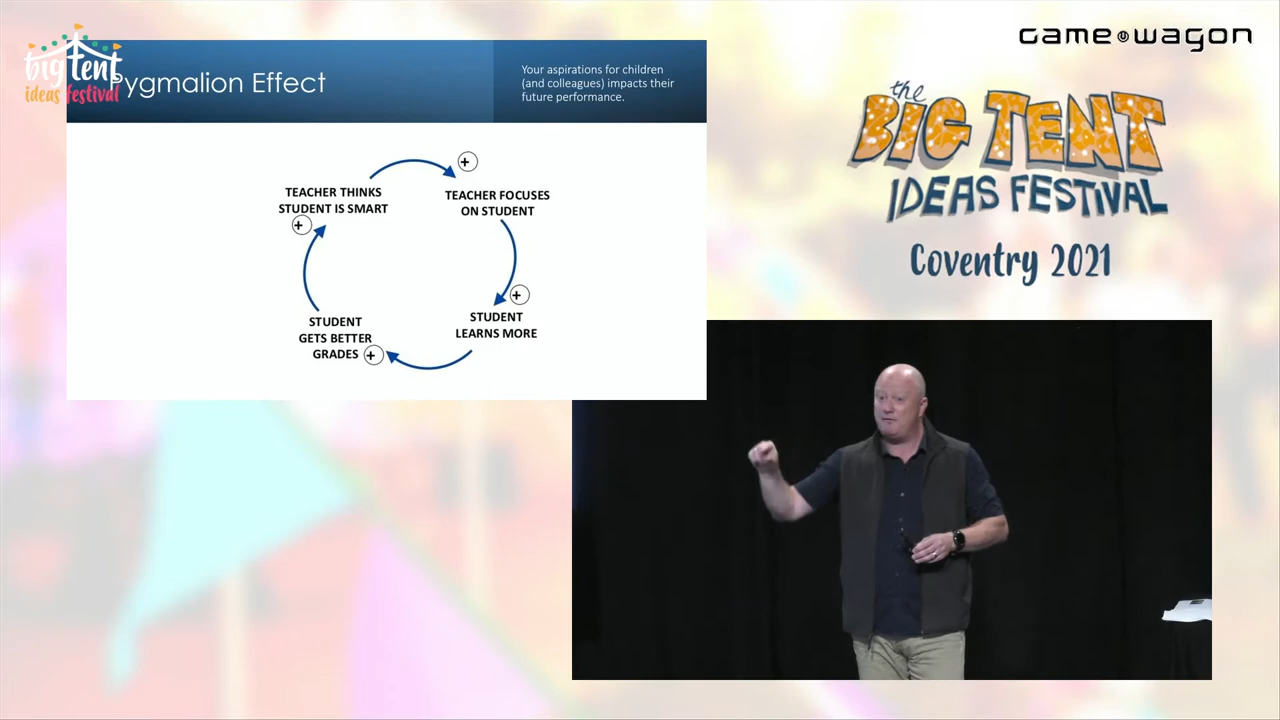 big tent
ideas festival
Pygmalion Effect
Your aspirations for children
(and colleagues) impacts their
future performance.
TEACHER THINKS
STUDENT IS SMART
+
TEACHER FOCUSES
ON STUDENT
+
STUDENT
LEARNS MORE
+
STUDENT
GETS BETTER
GRADES +
game wagon
the
BIG TENT
IDEAS FESTIVAL
Coventry 2021